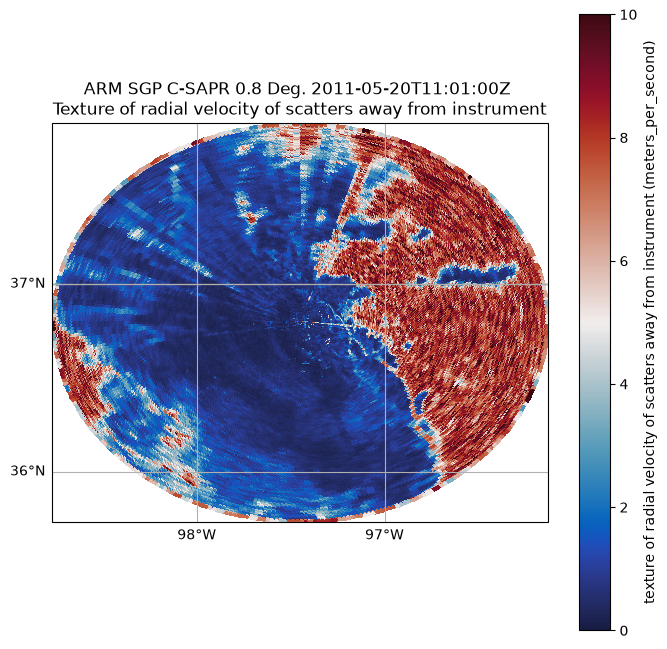 ARM SGP C-SAPR 0.8 Deg. 2011-05-20T11:01:00Z
Texture of radial velocity of scatters away from instrument
37°N
36°N
98°W
97°W
10
8
6
4
2
0
texture of radial velocity of scatters away from instrument (meters_per_second)